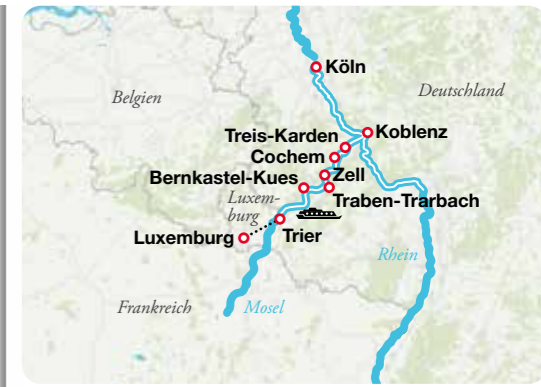 Köln
Belgien
Deutschland
Koblenz
Treis-Karden
Cochem
Zell
Bernkastel-Kues
Traben-Trarbach
Luxem-
burg
Luxemburg
Trier
Rhein
Frankreich
Mosel